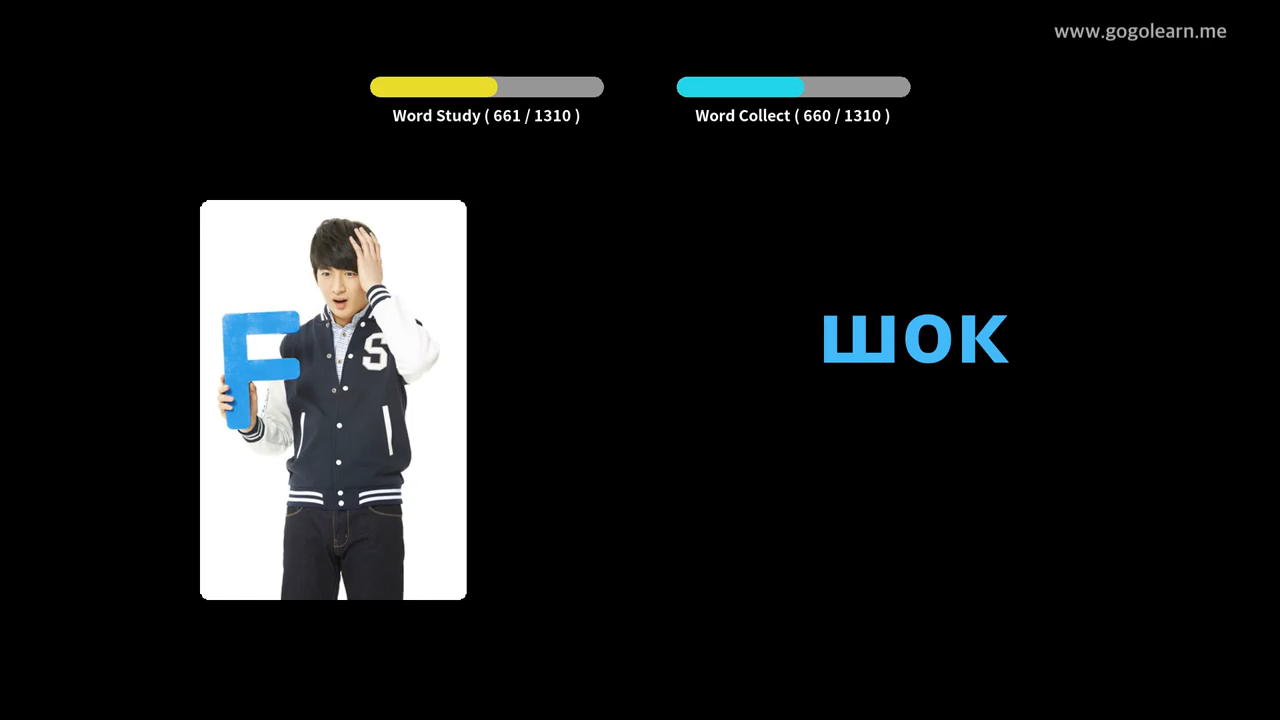 www.gogolearn.me
Word Study ( 661 / 1310 )
Word Collect ( 660 / 1310 )
F
S
шок